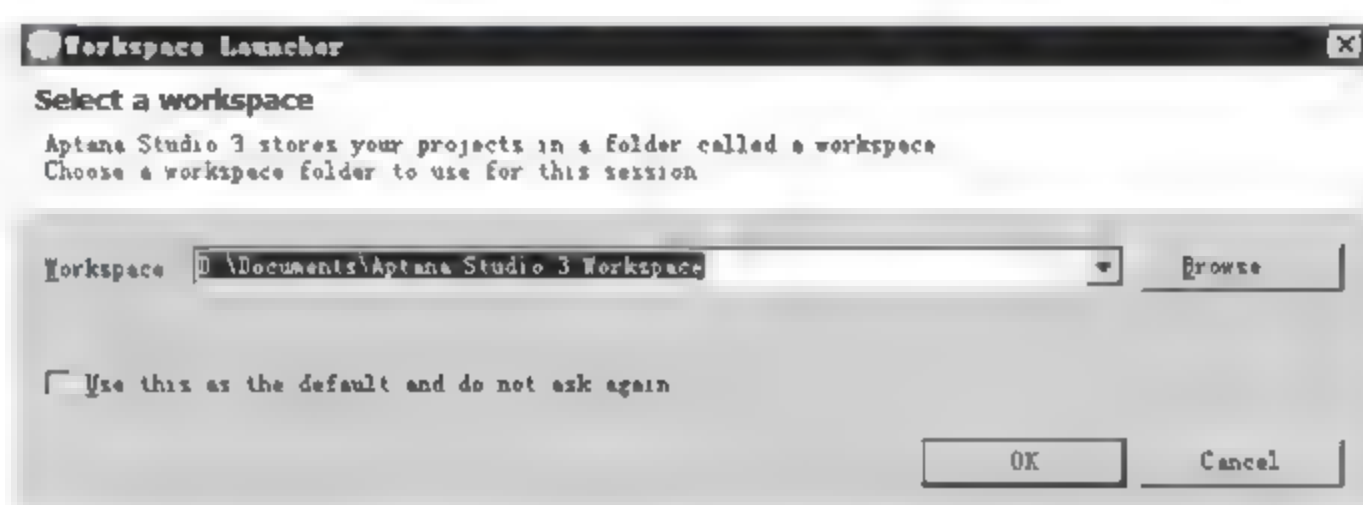 Workspace Launcher
Select a workspace
Aptana Studio 3 stores your projects in a folder called a workspace
Choose a workspace folder to use for this session
Workspace D \Documents\Aptana Studio 3 Workspace Browse
Use this as the default and do not ask again
OK Cancel